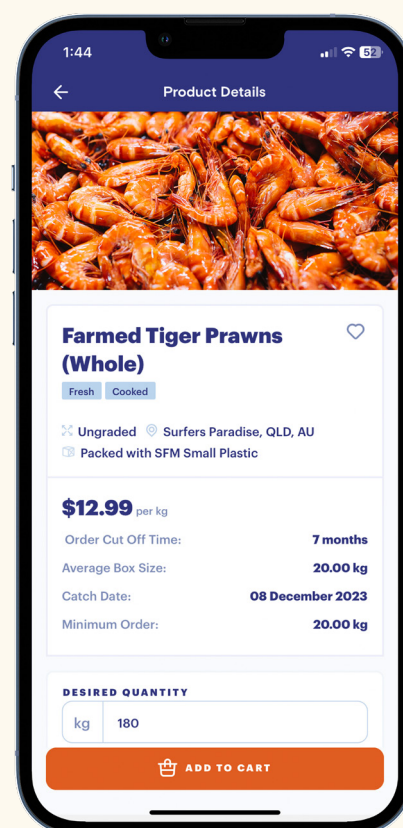 1:44
52
Product Details
Farmed Tiger Prawns
(Whole)
Fresh Cooked
Ungraded Surfers Paradise, QLD, AU
Packed with SFM Small Plastic
$12.99 per kg
Order Cut Off Time: 7 months
Average Box Size: 20.00 kg
Catch Date: 08 December 2023
Minimum Order: 20.00 kg
DESIRED QUANTITY
kg 180
ADD TO CART